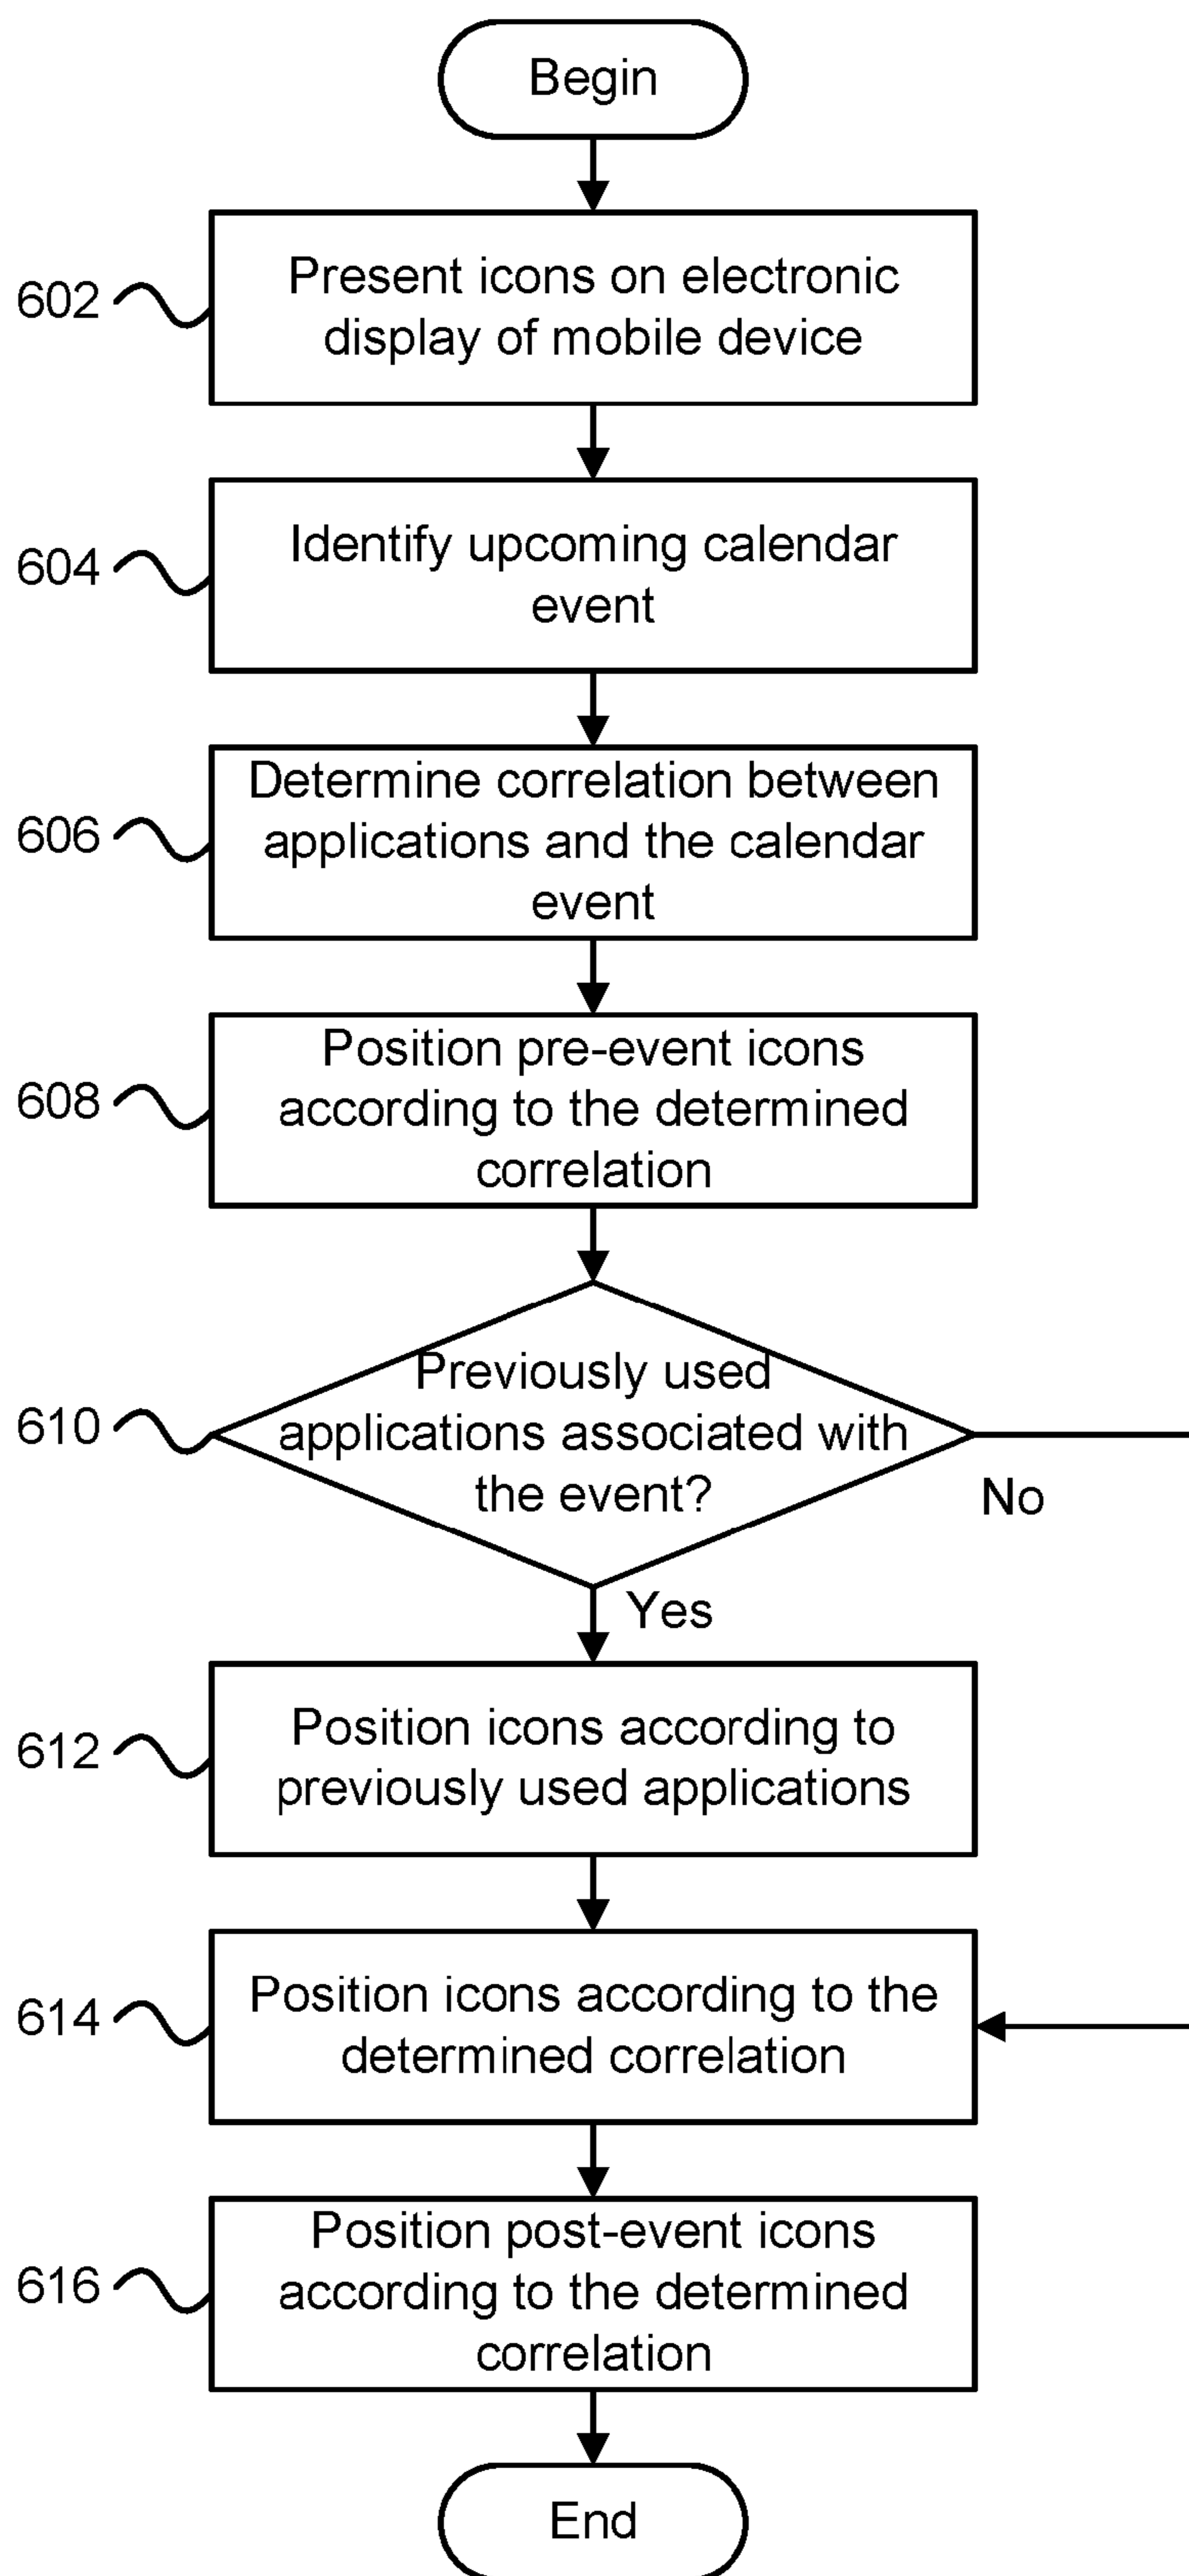 Begin
602
Present icons on electronic
display of mobile device
604
Identify upcoming calendar
event
606
Determine correlation between
applications and the calendar
event
608
Position pre-event icons
according to the determined
correlation
610
Previously used
applications associated with
the event?
No
Yes
612
Position icons according to
previously used applications
614
Position icons according to the
determined correlation
616
Position post-event icons
according to the determined
correlation
End